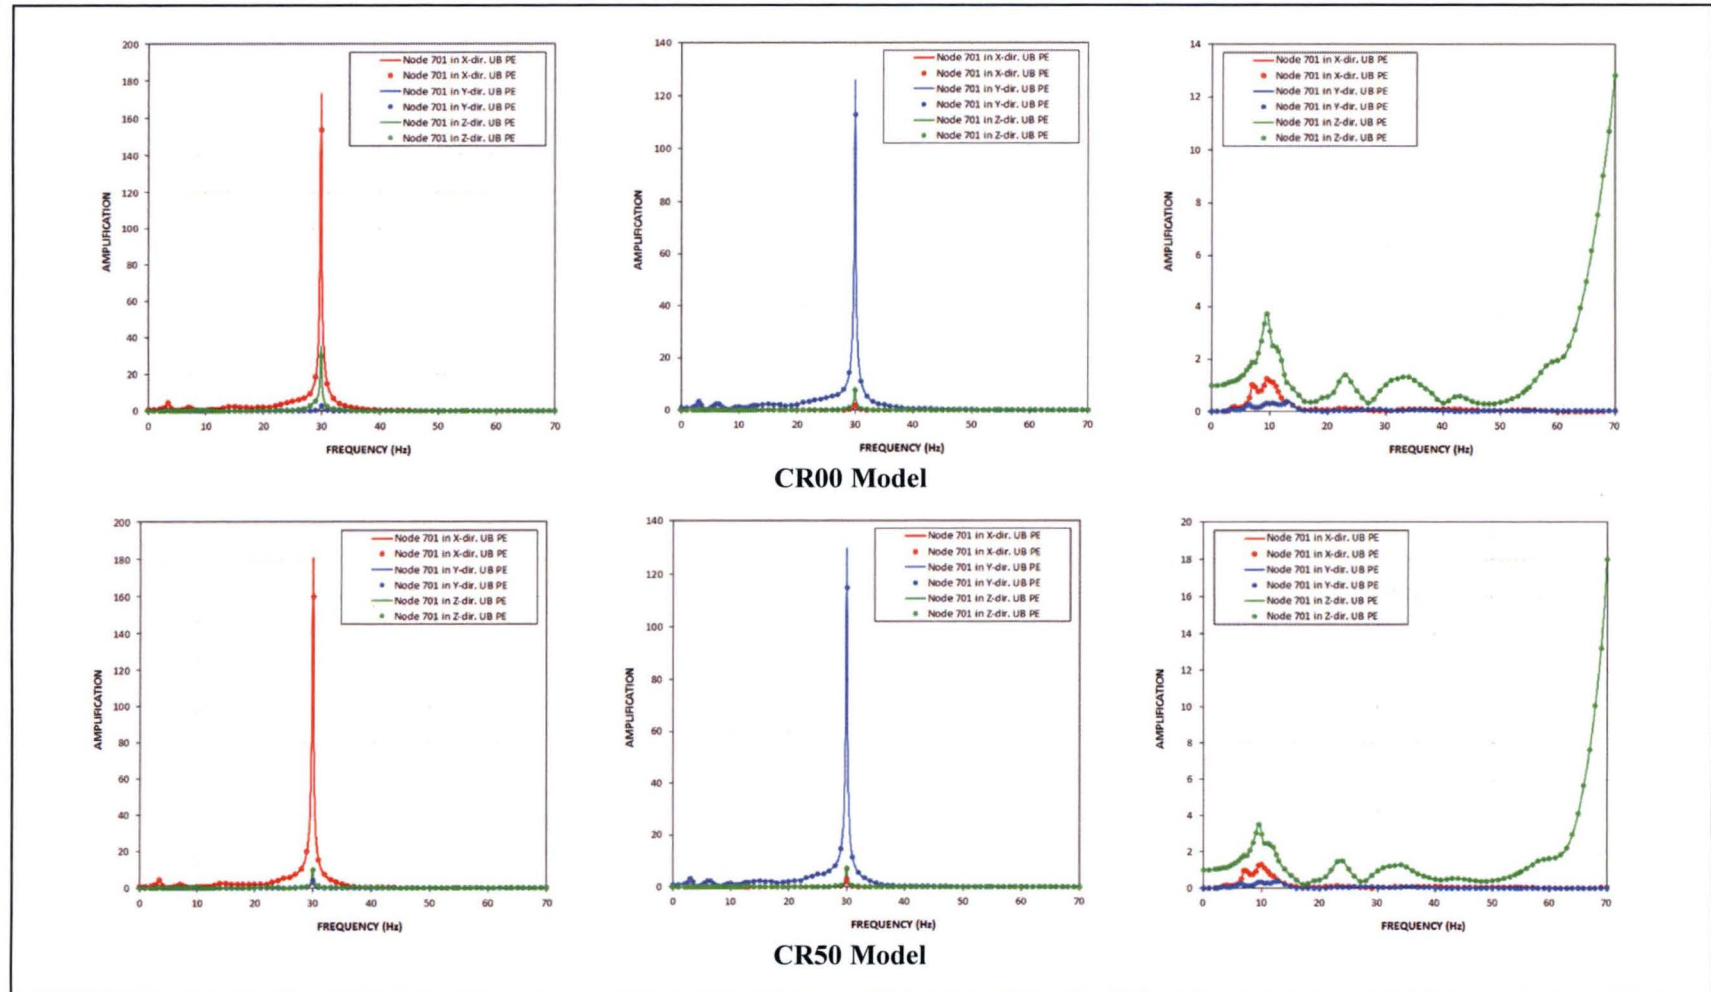 200
180
160
140
120
100
80
60
40
20
0
AMPLIFICATION
Node 701 in X-dir. UB PE
Node 701 in X-dir. UB PE
Node 701 in Y-dir. UB PE
Node 701 in Y-dir. UB PE
Node 701 in Z-dir. UB PE
Node 701 in Z-dir. UB PE
0 10 20 30 40 50 60 70
FREQUENCY (Hz)
140
120
100
80
60
40
20
0
AMPLIFICATION
Node 701 in X-dir. UB PE
Node 701 in X-dir. UB PE
Node 701 in Y-dir. UB PE
Node 701 in Y-dir. UB PE
Node 701 in Z-dir. UB PE
Node 701 in Z-dir. UB PE
0 10 20 30 40 50 60 70
FREQUENCY (Hz)
14
12
10
8
6
4
2
0
AMPLIFICATION
Node 701 in X-dir. UB PE
Node 701 in X-dir. UB PE
Node 701 in Y-dir. UB PE
Node 701 in Y-dir. UB PE
Node 701 in Z-dir. UB PE
Node 701 in Z-dir. UB PE
0 10 20 30 40 50 60 70
FREQUENCY (Hz)
CR00 Model
200
180
160
140
120
100
80
60
40
20
0
AMPLIFICATION
Node 701 in X-dir. UB PE
Node 701 in X-dir. UB PE
Node 701 in Y-dir. UB PE
Node 701 in Y-dir. UB PE
Node 701 in Z-dir. UB PE
Node 701 in Z-dir. UB PE
0 10 20 30 40 50 60 70
FREQUENCY (Hz)
140
120
100
80
60
40
20
0
AMPLIFICATION
Node 701 in X-dir. UB PE
Node 701 in X-dir. UB PE
Node 701 in Y-dir. UB PE
Node 701 in Y-dir. UB PE
Node 701 in Z-dir. UB PE
Node 701 in Z-dir. UB PE
0 10 20 30 40 50 60 70
FREQUENCY (Hz)
20
18
16
14
12
10
8
6
4
2
0
AMPLIFICATION
Node 701 in X-dir. UB PE
Node 701 in X-dir. UB PE
Node 701 in Y-dir. UB PE
Node 701 in Y-dir. UB PE
Node 701 in Z-dir. UB PE
Node 701 in Z-dir. UB PE
0 10 20 30 40 50 60 70
FREQUENCY (Hz)
CR50 Model